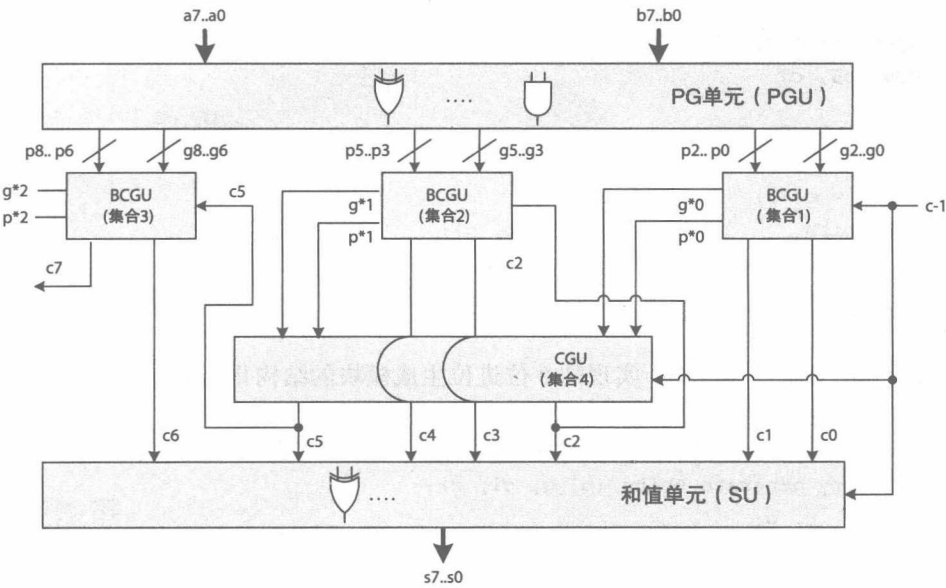 a7..a0
b7..b0
PG单元（PGU）
....
p8.. p6
g8..g6
p5..p3
g5..g3
p2..p0
g2..g0
g*2
p*2
BCGU
(集合3)
c5
g*1
p*1
BCGU
(集合2)
g*0
p*0
BCGU
(集合1)
c-1
c7
c2
CGU
(集合4)
c6
c5
c4
c3
c2
c1
c0
....
和值单元（SU）
s7..s0